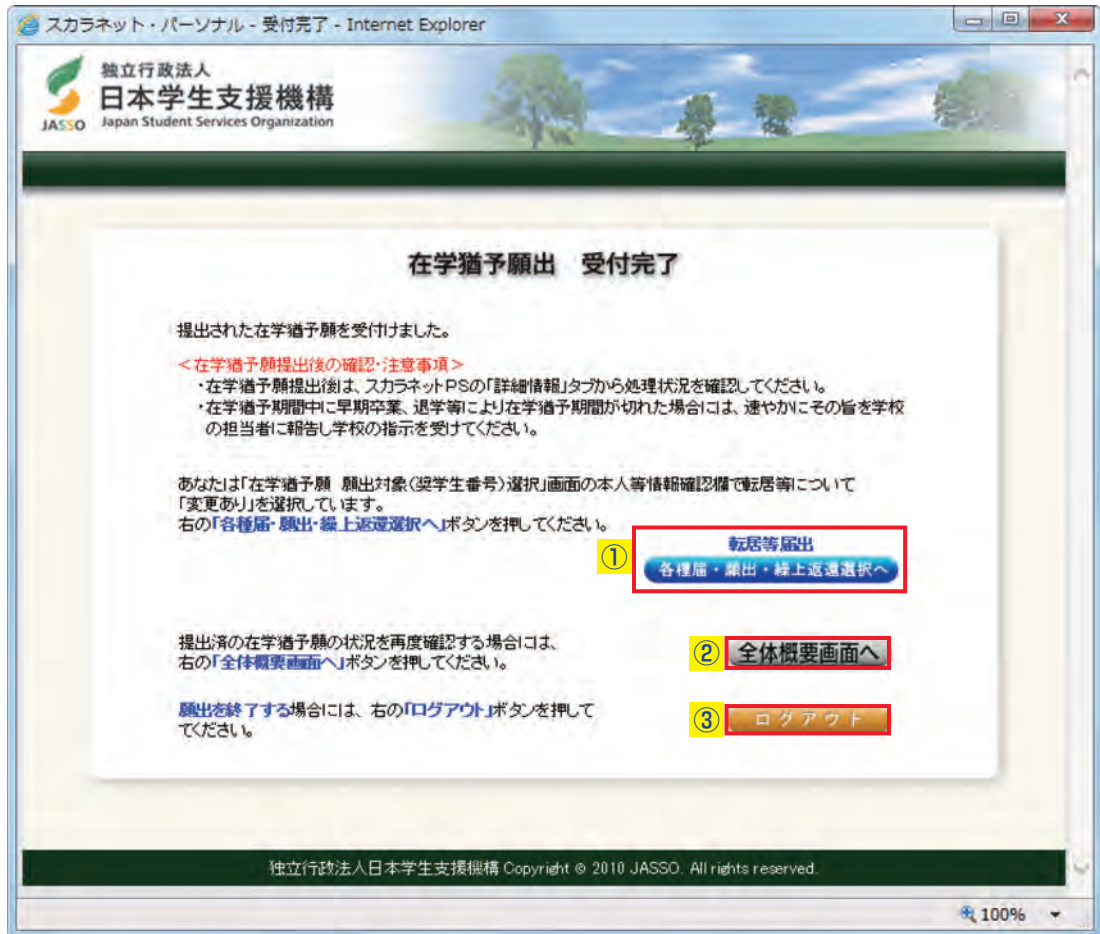 スカラネット・パーソナル - 受付完了 - Internet Explorer
独立行政法人
日本学生支援機構
JASSO Japan Student Services Organization
在学猶予願出 受付完了
提出された在学猶予願を受付けました。
<在学猶予願提出後の確認・注意事項>
・在学猶予願提出後は、スカラネットPSの「詳細情報」タブから処理状況を確認してください。
・在学猶予期間中に早期卒業、退学等により在学猶予期間が切れた場合には、速やかにその旨を学校
の担当者に報告し学校の指示を受けてください。
あなたは「在学猶予願 願出対象(奨学生番号)選択」画面の本人等情報確認欄で転居等について
「変更あり」を選択しています。
右の「各種届・願出・繰上返還選択へ」ボタンを押してください。
転居等届出
① 各種届・願出・繰上返還選択へ
提出済の在学猶予願の状況を再度確認する場合には、
右の「全体概要画面へ」ボタンを押してください。
② 全体概要画面へ
願出を終了する場合には、右の「ログアウト」ボタンを押して
てください。
③ ログアウト
独立行政法人日本学生支援機構 Copyright © 2010 JASSO. All rights reserved.
100%